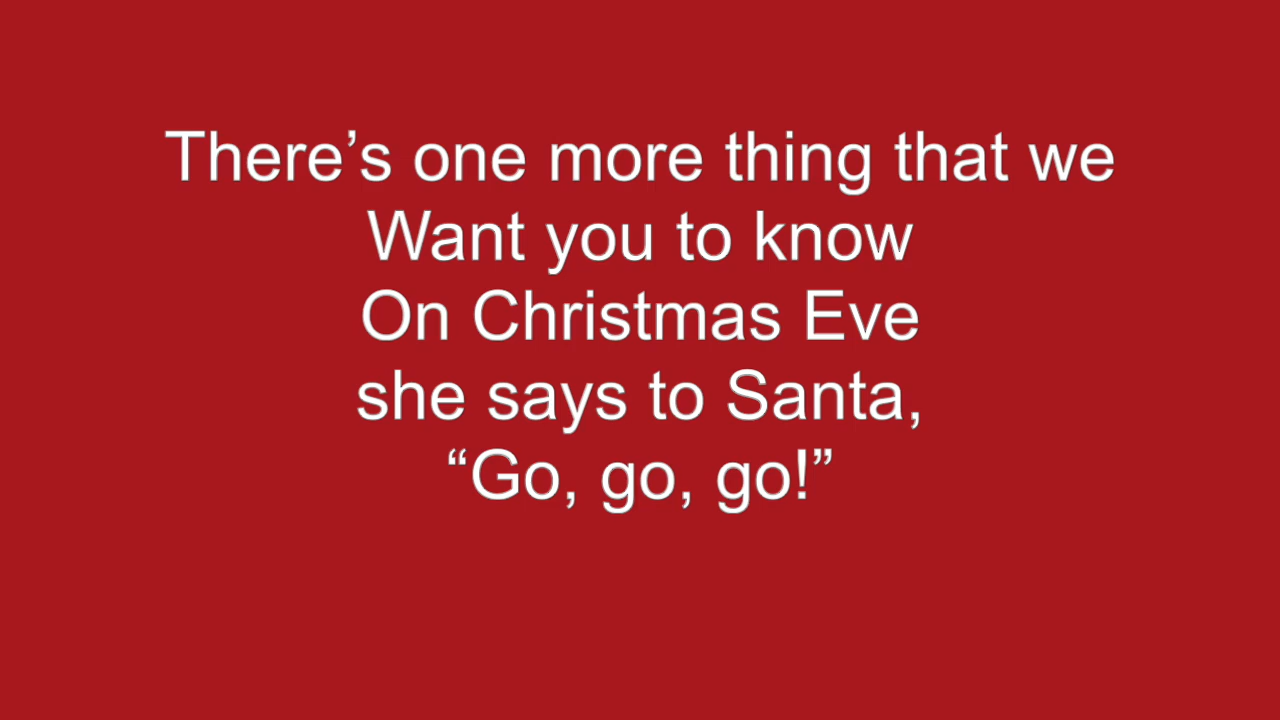 There’s one more thing that we
Want you to know
On Christmas Eve
she says to Santa,
“Go, go, go!”